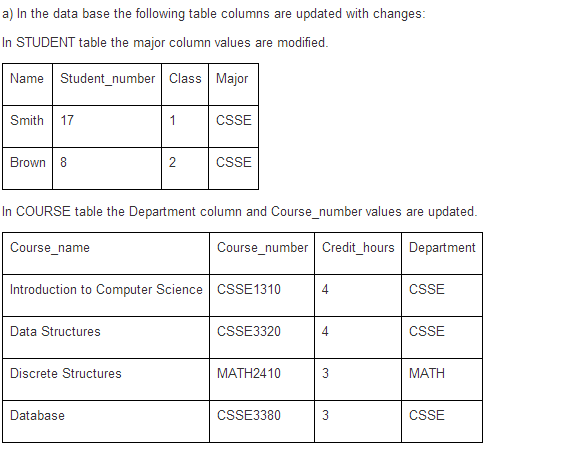 a) In the data base the following table columns are updated with changes:
In STUDENT table the major column values are modified.
Name Student_number Class Major
Smith 17 1 CSSE
Brown 8 2 CSSE
In COURSE table the Department column and Course_number values are updated.
Course_name Course_number Credit_hours Department
Introduction to Computer Science CSSE1310 4 CSSE
Data Structures CSSE3320 4 CSSE
Discrete Structures MATH2410 3 MATH
Database CSSE3380 3 CSSE